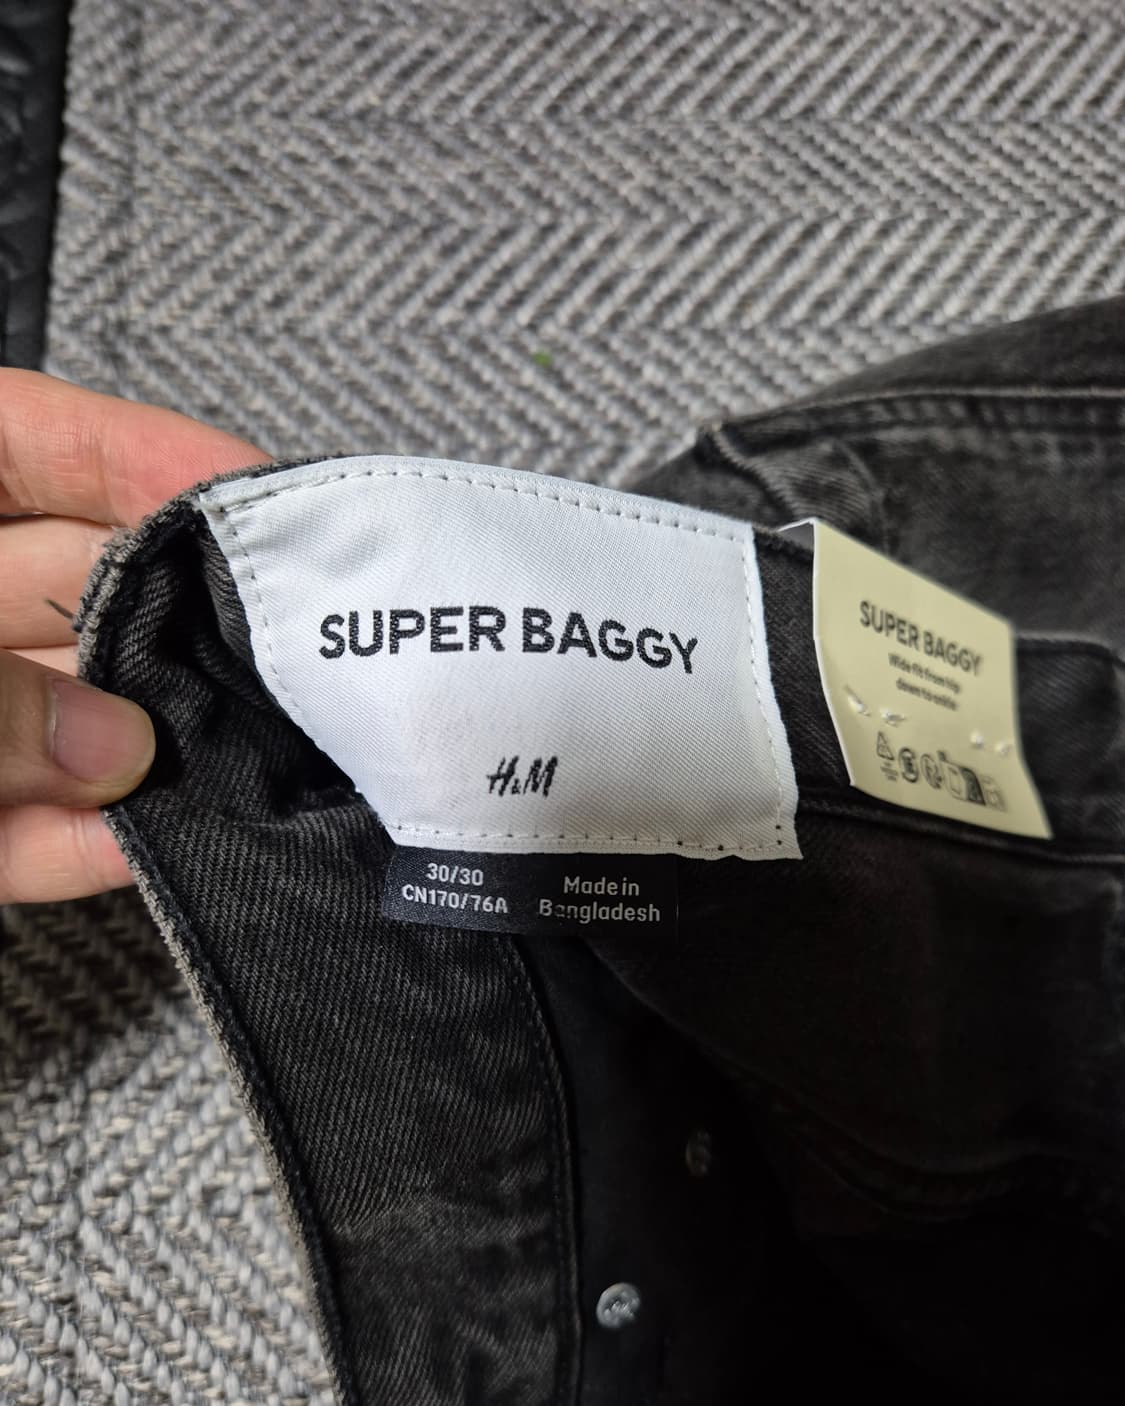 SUPER BAGGY
H&M
30/30
CN170/76A
Made in
Bangladesh
SUPER BAGGY
Wide fit from hip
down to ankle